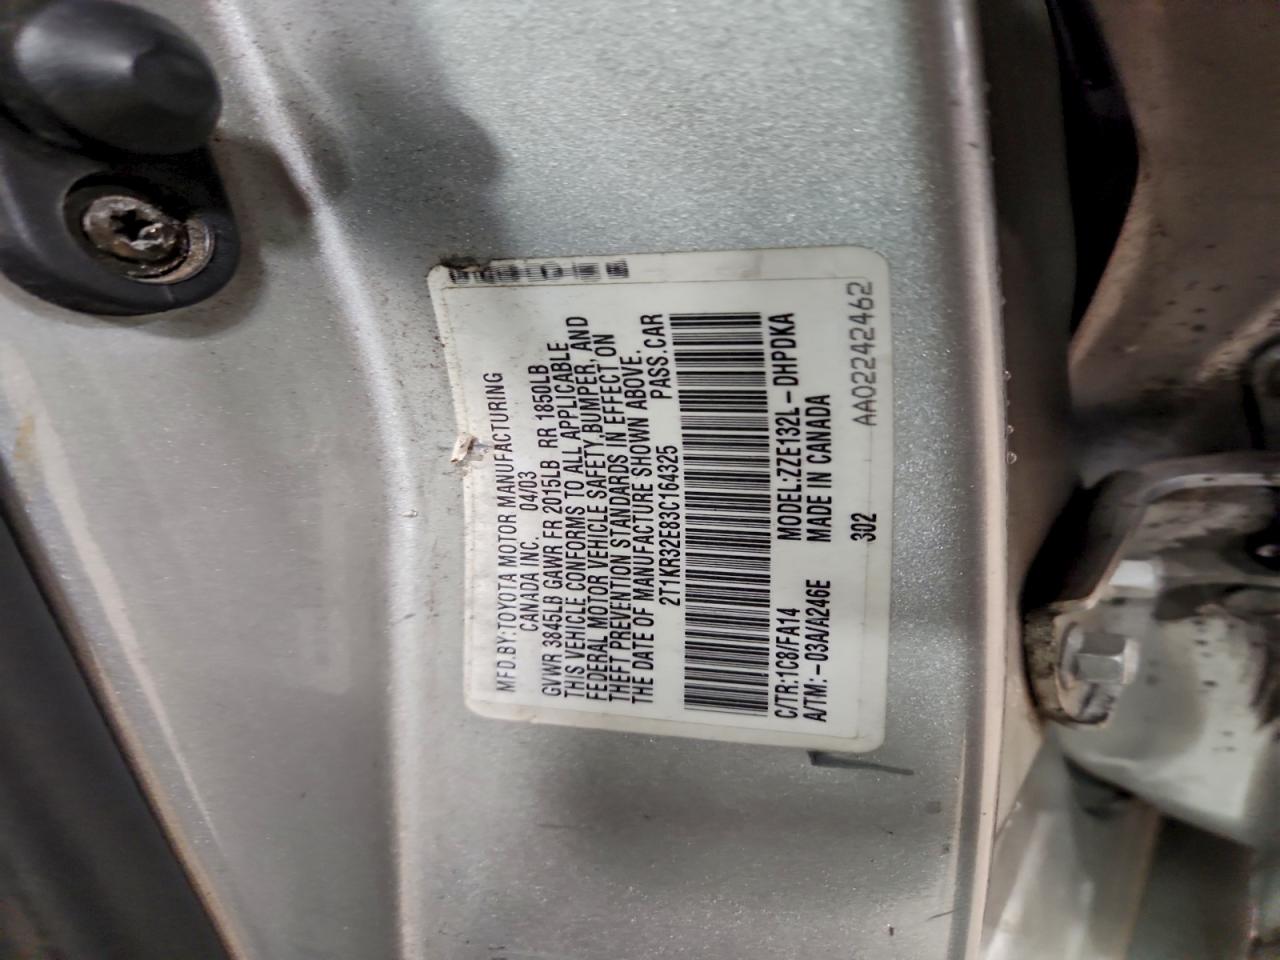 MFD.BY:TOYOTA MOTOR MANUFACTURING
CANADA INC. 04/03
GVWR 3845LB GAWR FR 2015LB RR 1850LB
THIS VEHICLE CONFORMS TO ALL APPLICABLE
FEDERAL MOTOR VEHICLE SAFETY,BUMPER, AND
THEFT PREVENTION STANDARDS IN EFFECT ON
THE DATE OF MANUFACTURE SHOWN ABOVE.
2T1KR32E83C164325 PASS.CAR
C/TR:1C8/FA14 MODEL:ZZE132L-DHPDKA
A/TM:-03A/A246E MADE IN CANADA
302 AA02242462